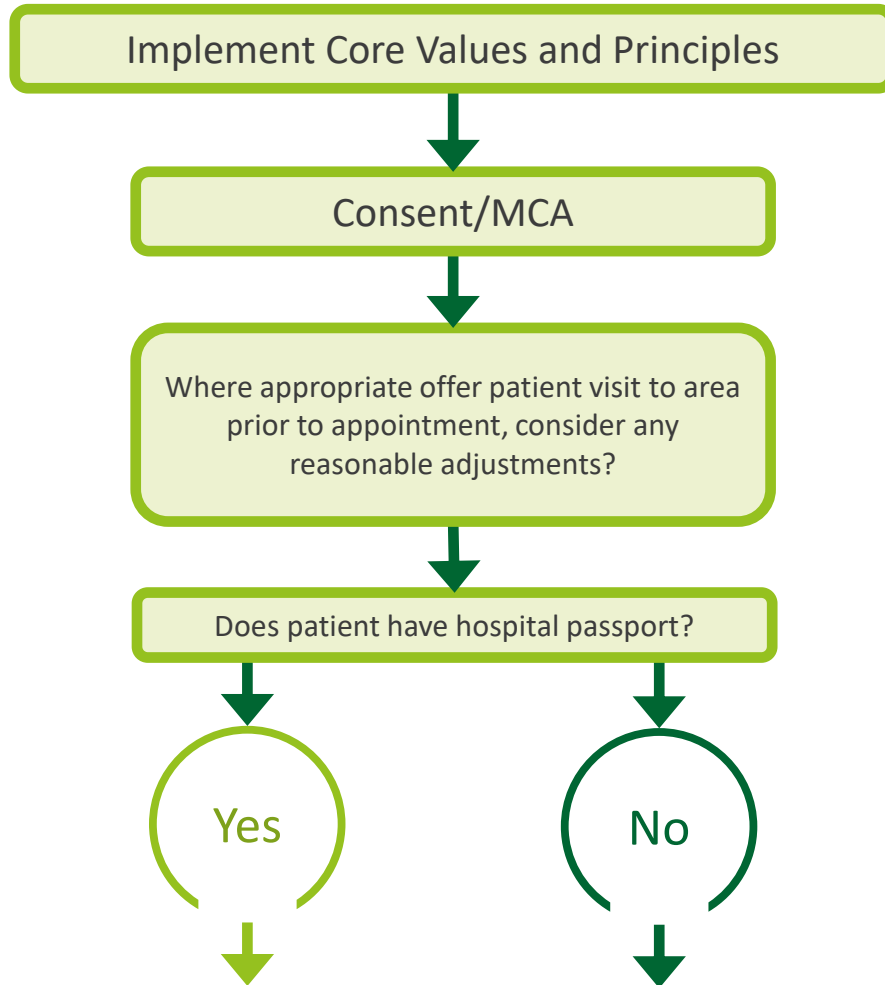 Implement Core Values and Principles
Consent/MCA
Where appropriate offer patient visit to area
prior to appointment, consider any
reasonable adjustments?
Does patient have hospital passport?
Yes
No